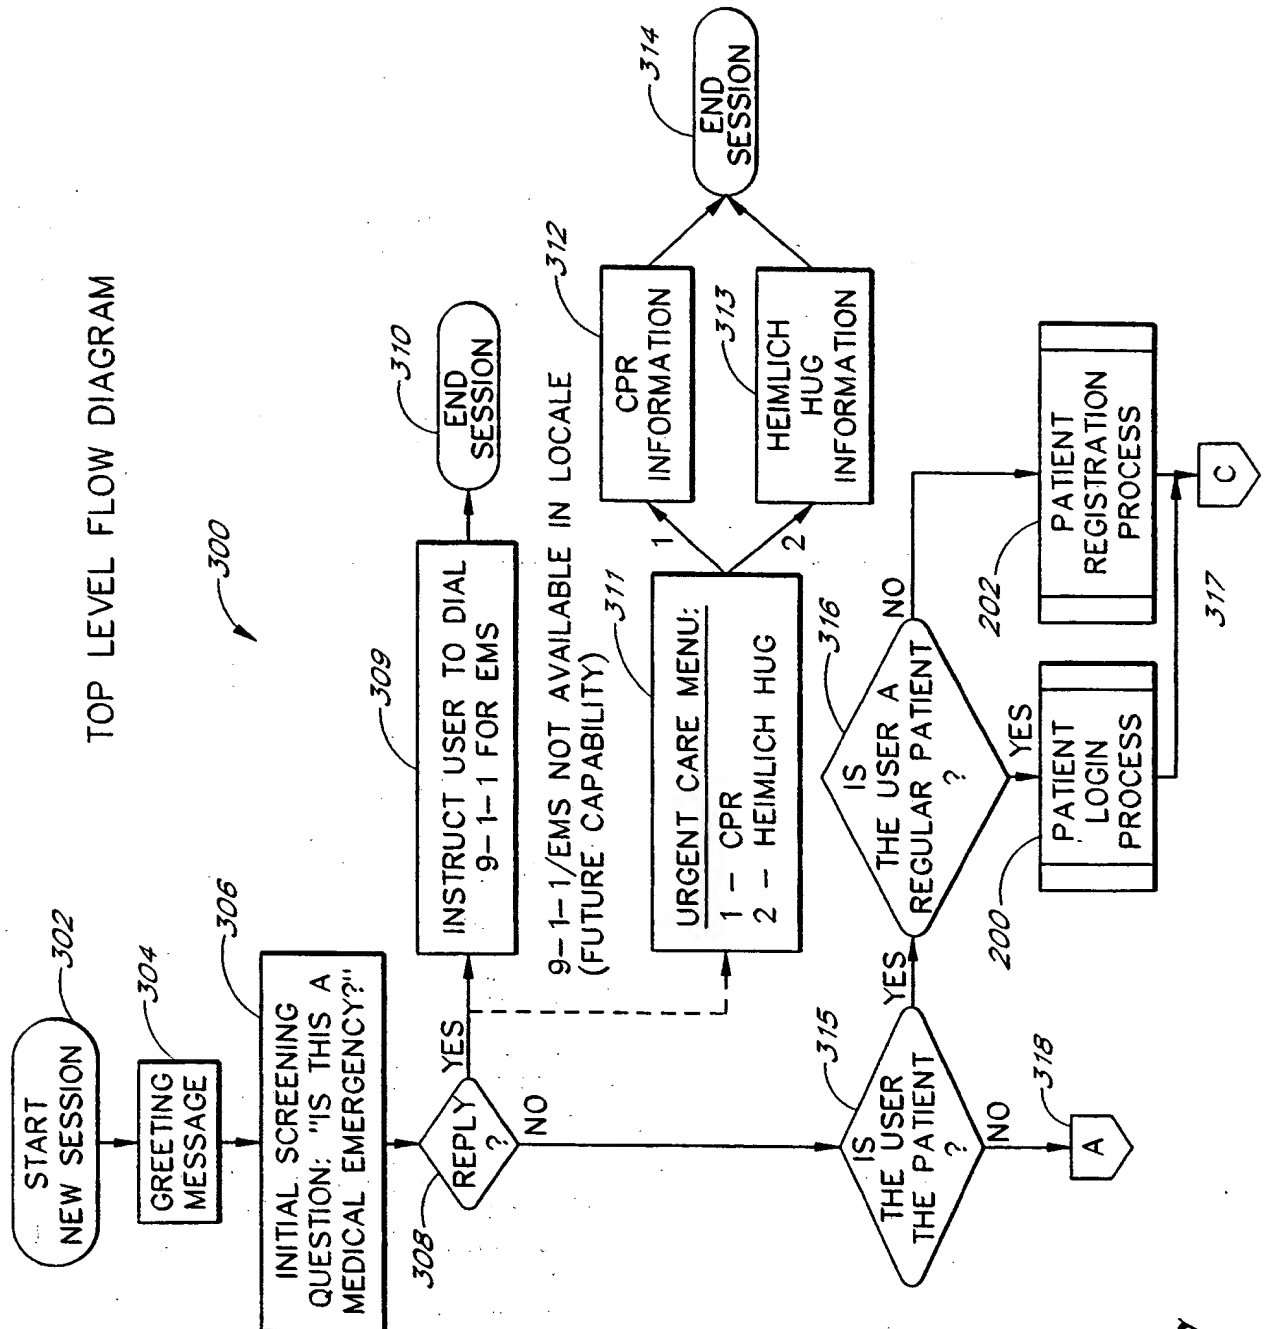 TOP LEVEL FLOW DIAGRAM
300
302
START
NEW SESSION
304
GREETING
MESSAGE
306
INITIAL SCREENING
QUESTION: "IS THIS A
MEDICAL EMERGENCY?"
308
REPLY
?
YES
NO
309
INSTRUCT USER TO DIAL
9-1-1 FOR EMS
310
END
SESSION
9-1-1/EMS NOT AVAILABLE IN LOCALE
(FUTURE CAPABILITY)
311
URGENT CARE MENU:
1 - CPR
2 - HEIMLICH HUG
1
2
312
CPR
INFORMATION
313
HEIMLICH
HUG
INFORMATION
314
END
SESSION
315
IS
THE USER
THE PATIENT
?
YES
NO
318
A
316
IS
THE USER A
REGULAR PATIENT
?
NO
YES
200
PATIENT
LOGIN
PROCESS
202
PATIENT
REGISTRATION
PROCESS
317
C